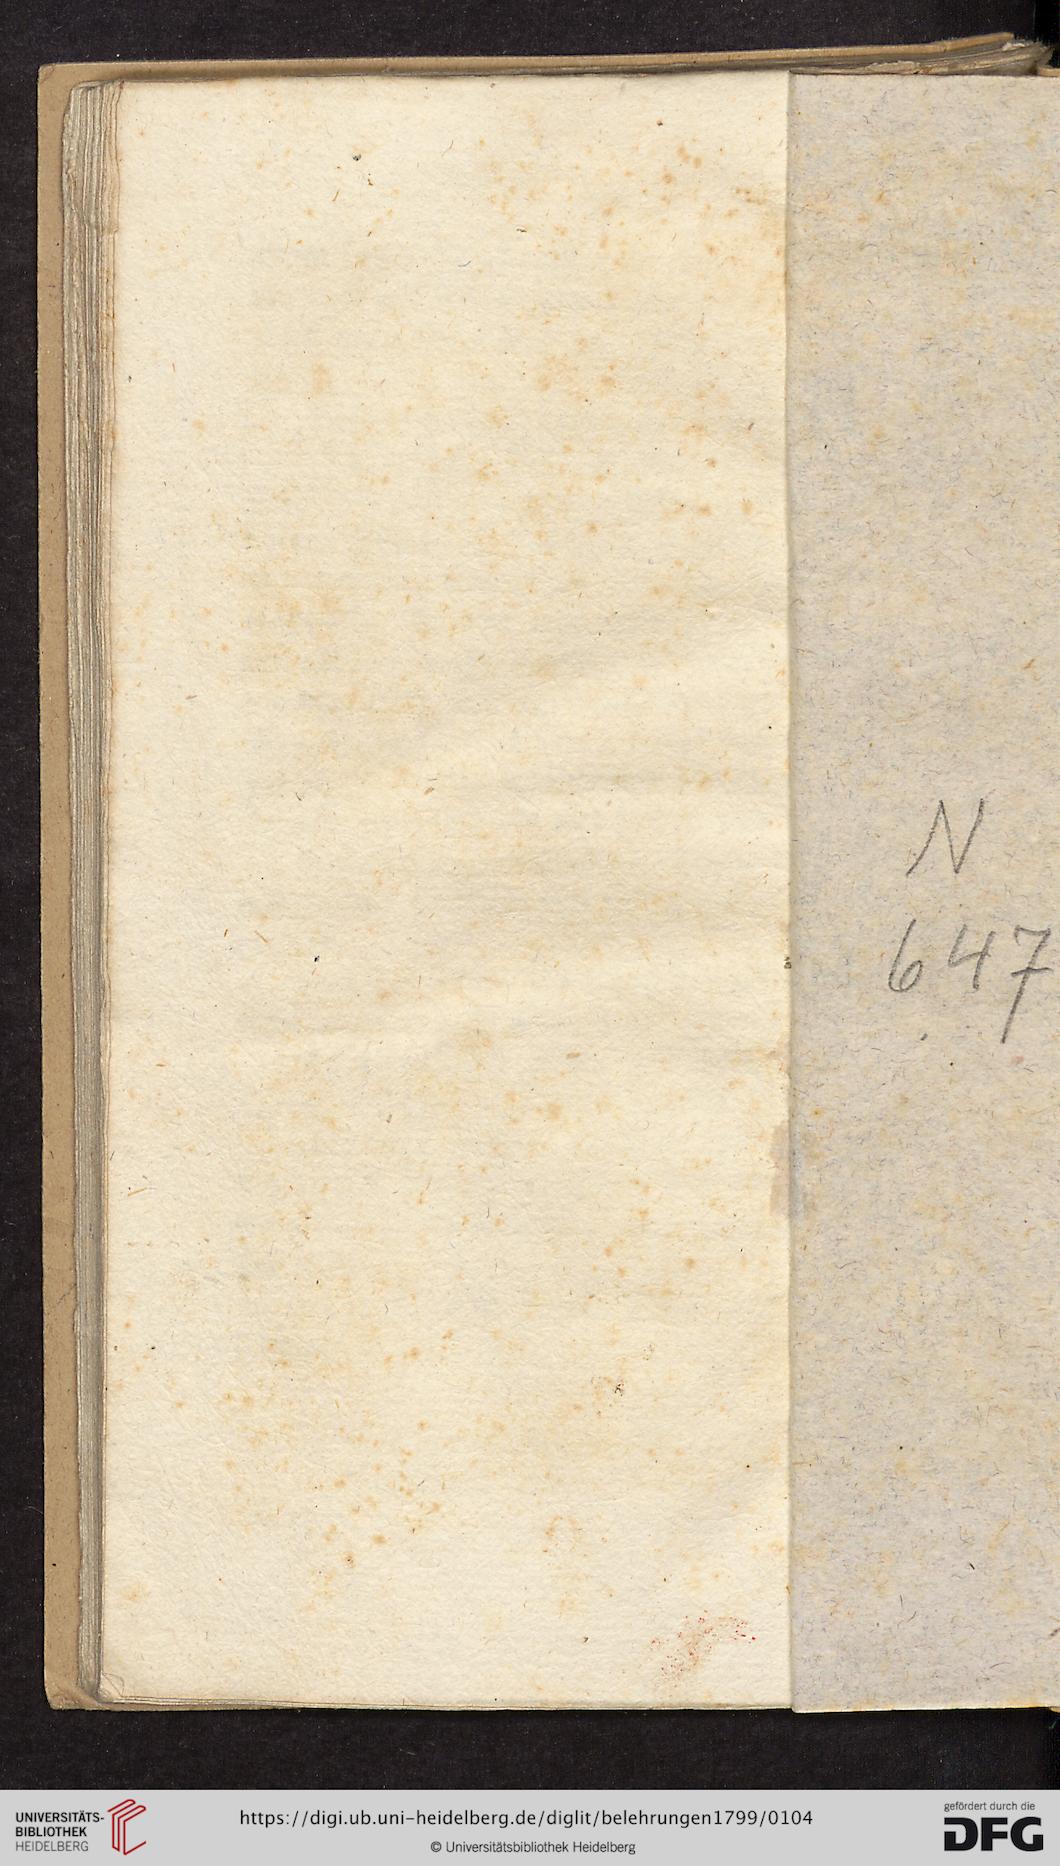 N
647
UNIVERSITÄTS-
BIBLIOTHEK
HEIDELBERG
https://digi.ub.uni-heidelberg.de/diglit/belehrungen1799/0104
© Universitätsbibliothek Heidelberg
gefördert durch die
DFG